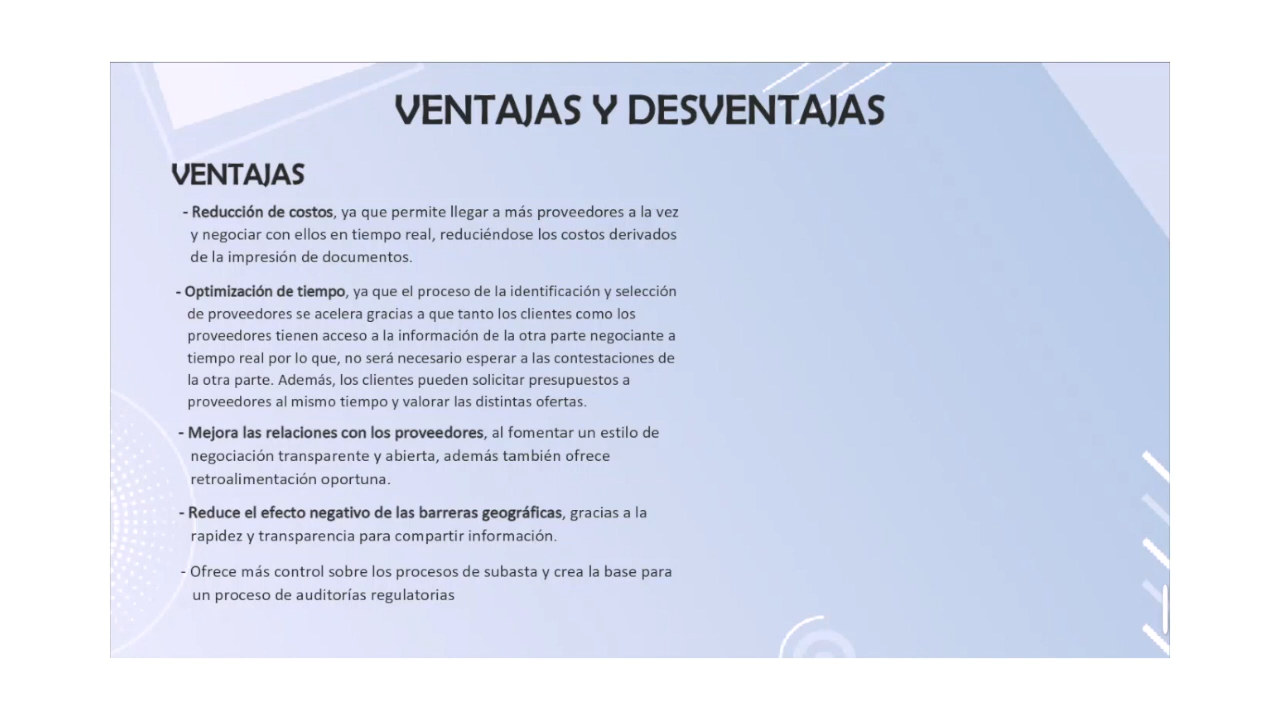 VENTAJAS Y DESVENTAJAS
VENTAJAS
- Reducción de costos, ya que permite llegar a más proveedores a la vez
y negociar con ellos en tiempo real, reduciéndose los costos derivados
de la impresión de documentos.
- Optimización de tiempo, ya que el proceso de la identificación y selección
de proveedores se acelera gracias a que tanto los clientes como los
proveedores tienen acceso a la información de la otra parte negociante a
tiempo real por lo que, no será necesario esperar a las contestaciones de
la otra parte. Además, los clientes pueden solicitar presupuestos a
proveedores al mismo tiempo y valorar las distintas ofertas.
- Mejora las relaciones con los proveedores, al fomentar un estilo de
negociación transparente y abierta, además también ofrece
retroalimentación oportuna.
- Reduce el efecto negativo de las barreras geográficas, gracias a la
rapidez y transparencia para compartir información.
- Ofrece más control sobre los procesos de subasta y crea la base para
un proceso de auditorías regulatorias